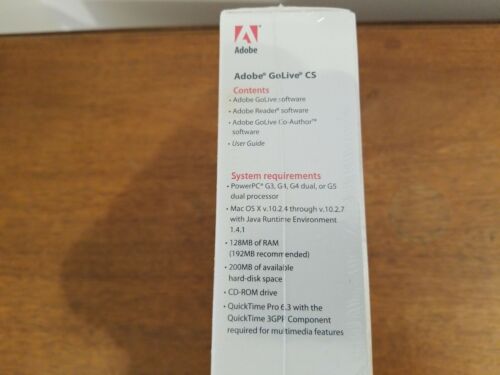 Adobe
Adobe® GoLive® CS
Contents
• Adobe GoLive software
• Adobe Reader® software
• Adobe GoLive Co-Author™
software
• User Guide
System requirements
• PowerPC® G3, G4, G4 dual, or G5
dual processor
• Mac OS X v.10.2.4 through v.10.2.7
with Java Runtime Environment
1.4.1
• 128MB of RAM
(192MB recommended)
• 200MB of available
hard-disk space
• CD-ROM drive
• QuickTime Pro 6.3 with the
QuickTime 3GPP Component
required for multimedia features